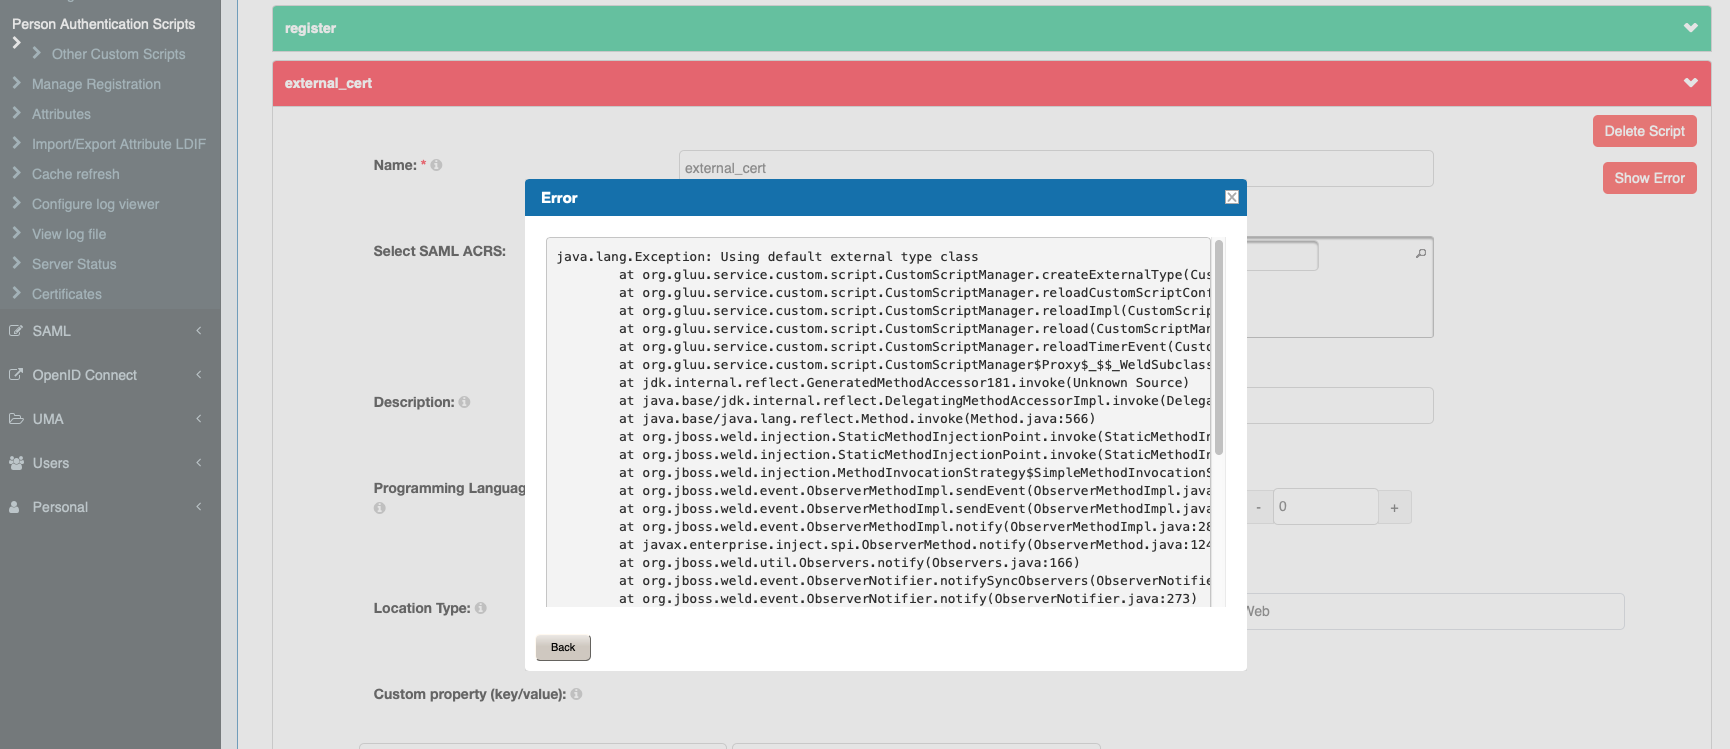 Person Authentication Scripts
Other Custom Scripts
Manage Registration
Attributes
Import/Export Attribute LDIF
Cache refresh
Configure log viewer
View log file
Server Status
Certificates
SAML
OpenID Connect
UMA
Users
Personal
register
external_cert
Delete Script
Name: *
external_cert
Show Error
Select SAML ACRS:
Description:
Programming Languag
- 0 +
Location Type:
Web
Custom property (key/value):
Error
java.lang.Exception: Using default external type class
at org.gluu.service.custom.script.CustomScriptManager.createExternalType(Cus
at org.gluu.service.custom.script.CustomScriptManager.reloadCustomScriptConf
at org.gluu.service.custom.script.CustomScriptManager.reloadImpl(CustomScrip
at org.gluu.service.custom.script.CustomScriptManager.reload(CustomScriptMan
at org.gluu.service.custom.script.CustomScriptManager.reloadTimerEvent(Custo
at org.gluu.service.custom.script.CustomScriptManager$Proxy$_$$_WeldSubclass
at jdk.internal.reflect.GeneratedMethodAccessor181.invoke(Unknown Source)
at java.base/jdk.internal.reflect.DelegatingMethodAccessorImpl.invoke(Delega
at java.base/java.lang.reflect.Method.invoke(Method.java:566)
at org.jboss.weld.injection.StaticMethodInjectionPoint.invoke(StaticMethodIn
at org.jboss.weld.injection.StaticMethodInjectionPoint.invoke(StaticMethodIn
at org.jboss.weld.injection.MethodInvocationStrategy$SimpleMethodInvocationS
at org.jboss.weld.event.ObserverMethodImpl.sendEvent(ObserverMethodImpl.java
at org.jboss.weld.event.ObserverMethodImpl.sendEvent(ObserverMethodImpl.java
at org.jboss.weld.event.ObserverMethodImpl.notify(ObserverMethodImpl.java:28
at javax.enterprise.inject.spi.ObserverMethod.notify(ObserverMethod.java:124
at org.jboss.weld.util.Observers.notify(Observers.java:166)
at org.jboss.weld.event.ObserverNotifier.notifySyncObservers(ObserverNotifie
at org.jboss.weld.event.ObserverNotifier.notify(ObserverNotifier.java:273)
Back